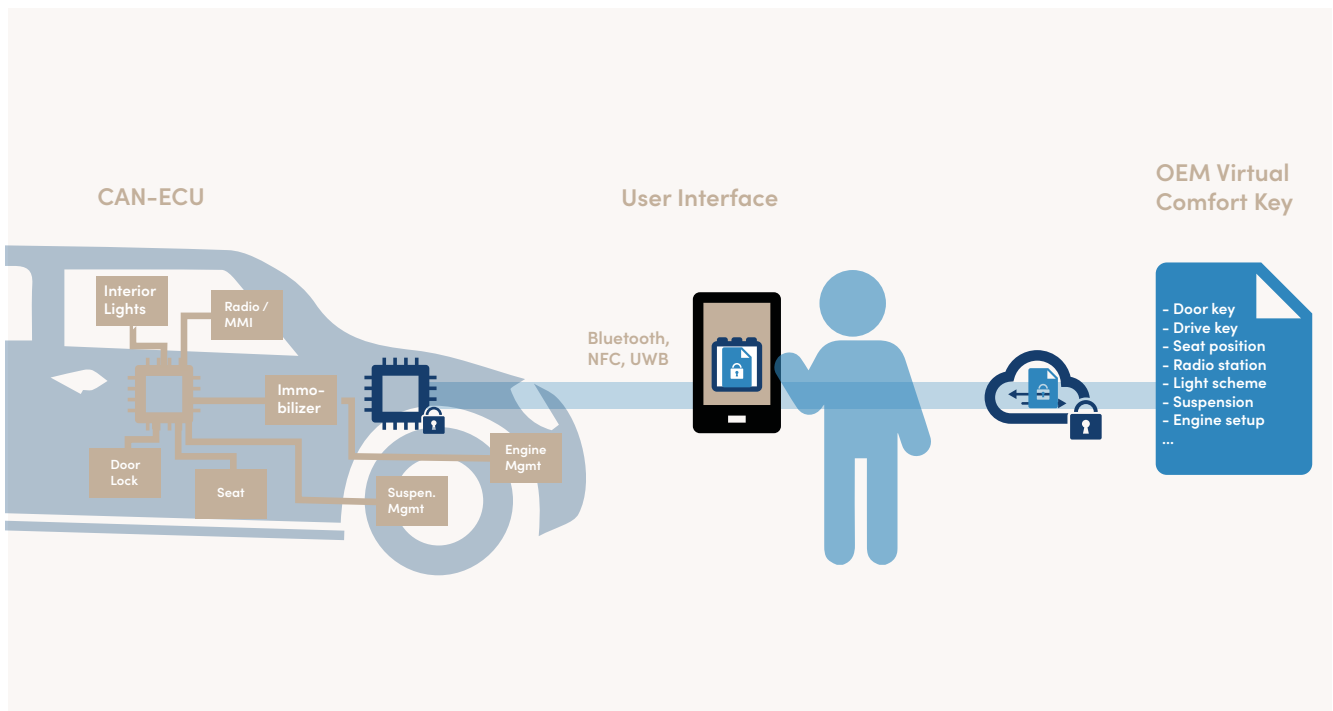 CAN-ECU
User Interface
OEM Virtual
Comfort Key
Interior
Lights
Radio /
MMI
Immo-
bilizer
Door
Lock
Seat
Suspen.
Mgmt
Engine
Mgmt
Bluetooth,
NFC, UWB
- Door key
- Drive key
- Seat position
- Radio station
- Light scheme
- Suspension
- Engine setup
...